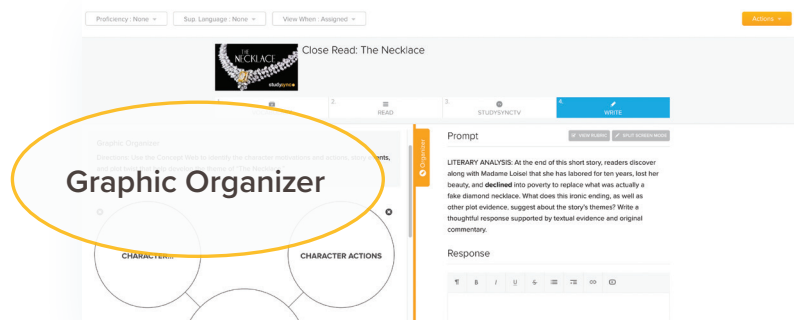 Proficiency : None
Sup. Language : None
View When : Assigned
Actions
THE
NECKLACE
studysync
Close Read: The Necklace
2.
READ
3.
STUDYSYNCTV
4.
WRITE
Graphic Organizer
Graphic Organizer
CHARACTER...
CHARACTER ACTIONS
Organizer
Prompt
VIEW RUBRIC
SPLIT SCREEN MODE
LITERARY ANALYSIS: At the end of this short story, readers discover
along with Madame Loisel that she has labored for ten years, lost her
beauty, and declined into poverty to replace what was actually a
fake diamond necklace. What does this ironic ending, as well as
other plot evidence, suggest about the story's themes? Write a
thoughtful response supported by textual evidence and original
commentary.
Response
B I U S